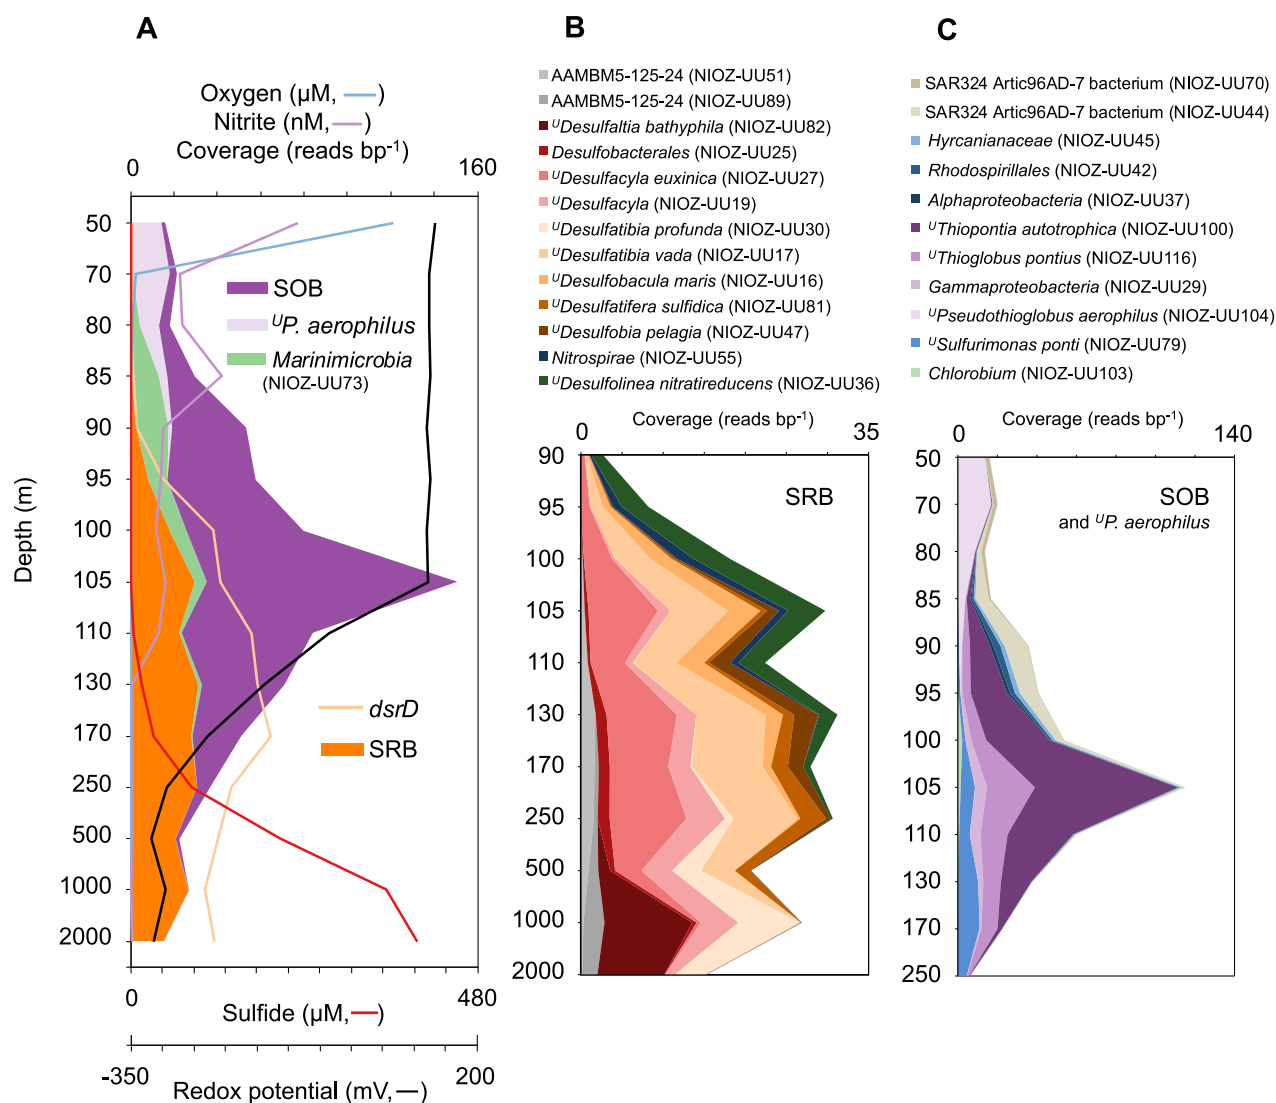 A
Oxygen (µM, )
Nitrite (nM, )
Coverage (reads bp⁻¹)
0 160
50
70
80
85
90
95
100
105
110
130
170
250
500
1000
2000
Depth (m)
SOB
ᵁP. aerophilus
Marinimicrobia
(NIOZ-UU73)
dsrD
SRB
0 480
Sulfide (µM, )
-350 200
Redox potential (mV, )
B
AAMBM5-125-24 (NIOZ-UU51)
AAMBM5-125-24 (NIOZ-UU89)
ᵁDesulfaltia bathyphila (NIOZ-UU82)
Desulfobacterales (NIOZ-UU25)
ᵁDesulfacyla euxinica (NIOZ-UU27)
ᵁDesulfacyla (NIOZ-UU19)
ᵁDesulfatibia profunda (NIOZ-UU30)
ᵁDesulfatibia vada (NIOZ-UU17)
ᵁDesulfobacula maris (NIOZ-UU16)
ᵁDesulfatifera sulfidica (NIOZ-UU81)
ᵁDesulfobia pelagia (NIOZ-UU47)
Nitrospirae (NIOZ-UU55)
ᵁDesulfolinea nitratireducens (NIOZ-UU36)
Coverage (reads bp⁻¹)
0 35
90
95
100
105
110
130
170
250
500
1000
2000
SRB
C
SAR324 Artic96AD-7 bacterium (NIOZ-UU70)
SAR324 Artic96AD-7 bacterium (NIOZ-UU44)
Hyrcanianaceae (NIOZ-UU45)
Rhodospirillales (NIOZ-UU42)
Alphaproteobacteria (NIOZ-UU37)
ᵁThiopontia autotrophica (NIOZ-UU100)
ᵁThioglobus pontius (NIOZ-UU116)
Gammaproteobacteria (NIOZ-UU29)
ᵁPseudothioglobus aerophilus (NIOZ-UU104)
ᵁSulfurimonas ponti (NIOZ-UU79)
Chlorobium (NIOZ-UU103)
Coverage (reads bp⁻¹)
0 140
50
70
80
85
90
95
100
105
110
130
170
250
SOB
and ᵁP. aerophilus